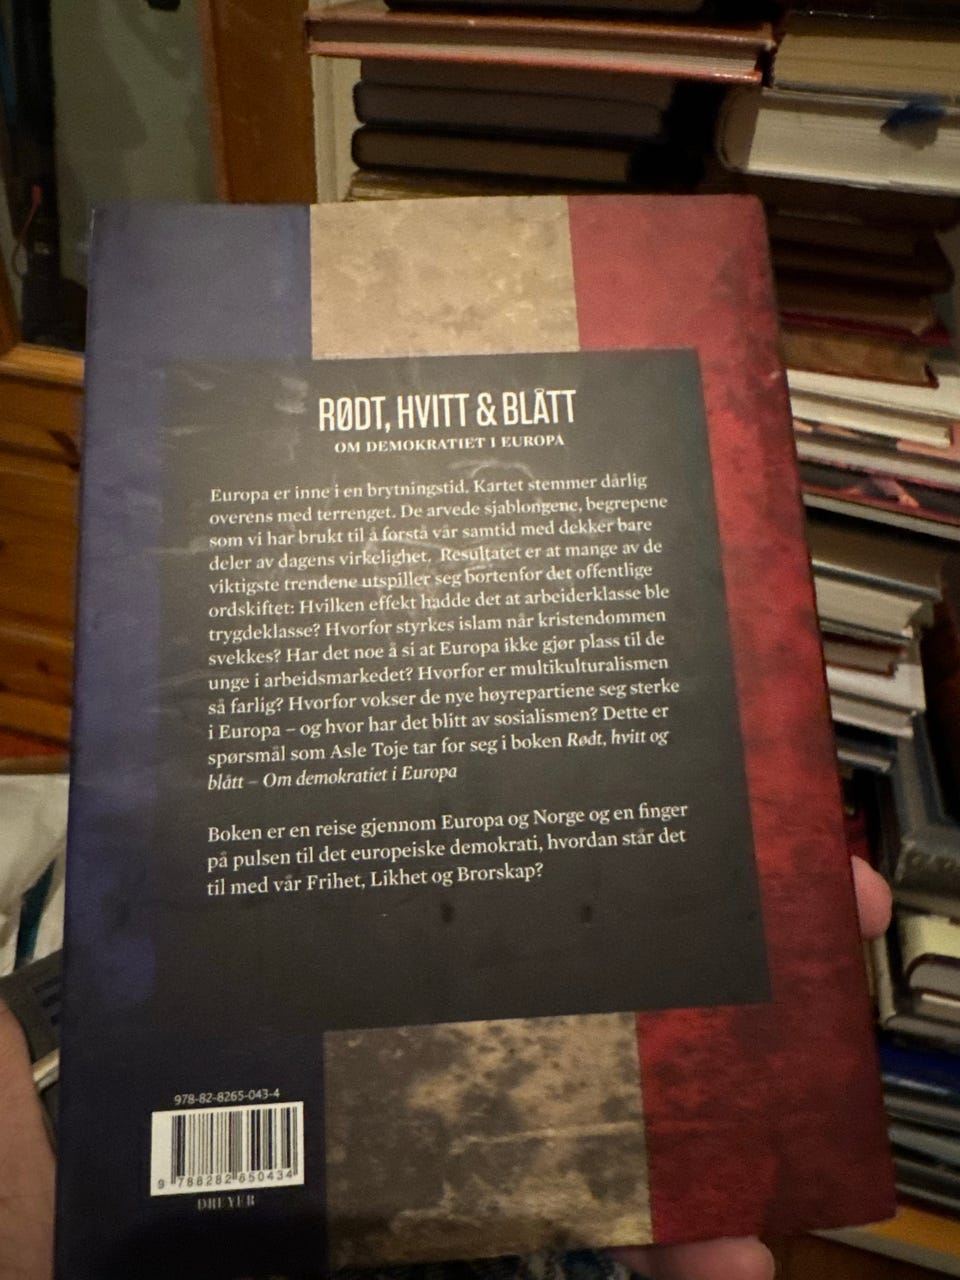 RØDT, HVITT & BLÅTT
OM DEMOKRATIET I EUROPA
Europa er inne i en brytningstid. Kartet stemmer dårlig
overens med terrenget. De arvede sjablongene, begrepene
som vi har brukt til å forstå vår samtid med dekker bare
deler av dagens virkelighet. Resultatet er at mange av de
viktigste trendene utspiller seg bortenfor det offentlige
ordskiftet: Hvilken effekt hadde det at arbeiderklasse ble
trygdeklasse? Hvorfor styrkes islam når kristendommen
svekkes? Har det noe å si at Europa ikke gjør plass til de
unge i arbeidsmarkedet? Hvorfor er multikulturalismen
så farlig? Hvorfor vokser de nye høyrepartiene seg sterke
i Europa – og hvor har det blitt av sosialismen? Dette er
spørsmål som Asle Toje tar for seg i boken Rødt, hvitt og
blått – Om demokratiet i Europa
Boken er en reise gjennom Europa og Norge og en finger
på pulsen til det europeiske demokrati, hvordan står det
til med vår Frihet, Likhet og Brorskap?
978-82-8265-043-4
9 788282 650434
DREYER